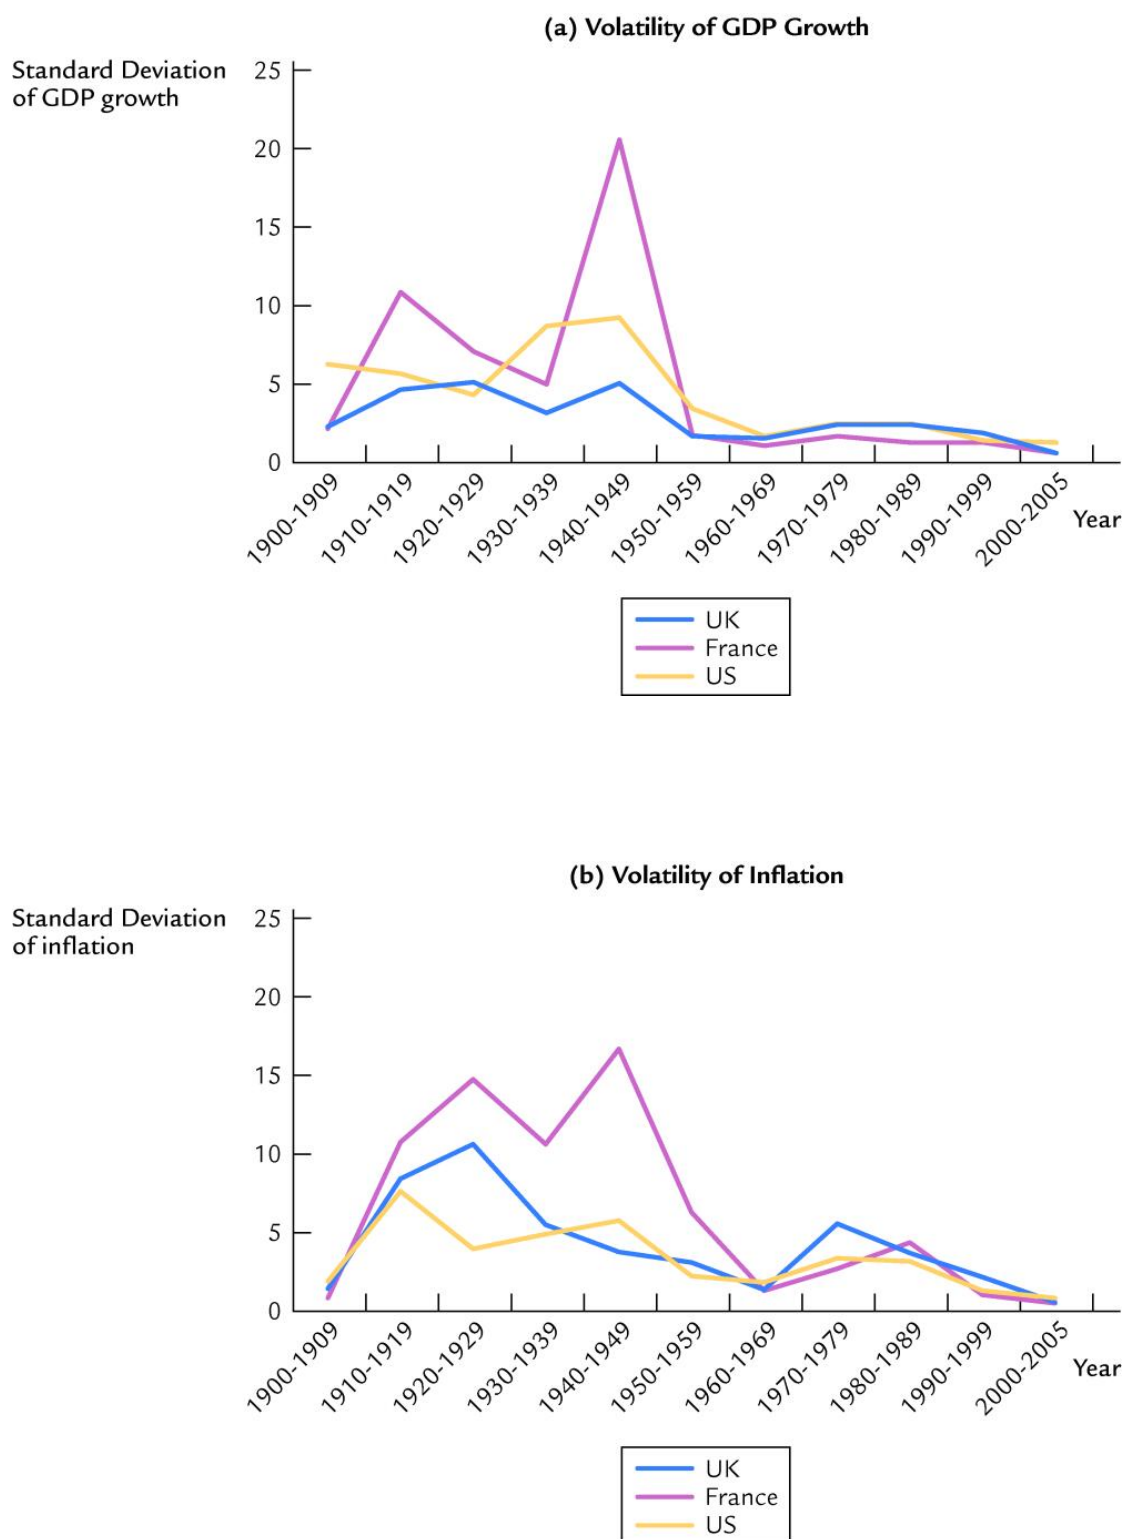 (a) Volatility of GDP Growth
Standard Deviation
of GDP growth
25
20
15
10
5
0
1900-1909
1910-1919
1920-1929
1930-1939
1940-1949
1950-1959
1960-1969
1970-1979
1980-1989
1990-1999
2000-2005
Year
UK
France
US
(b) Volatility of Inflation
Standard Deviation
of inflation
25
20
15
10
5
0
1900-1909
1910-1919
1920-1929
1930-1939
1940-1949
1950-1959
1960-1969
1970-1979
1980-1989
1990-1999
2000-2005
Year
UK
France
US